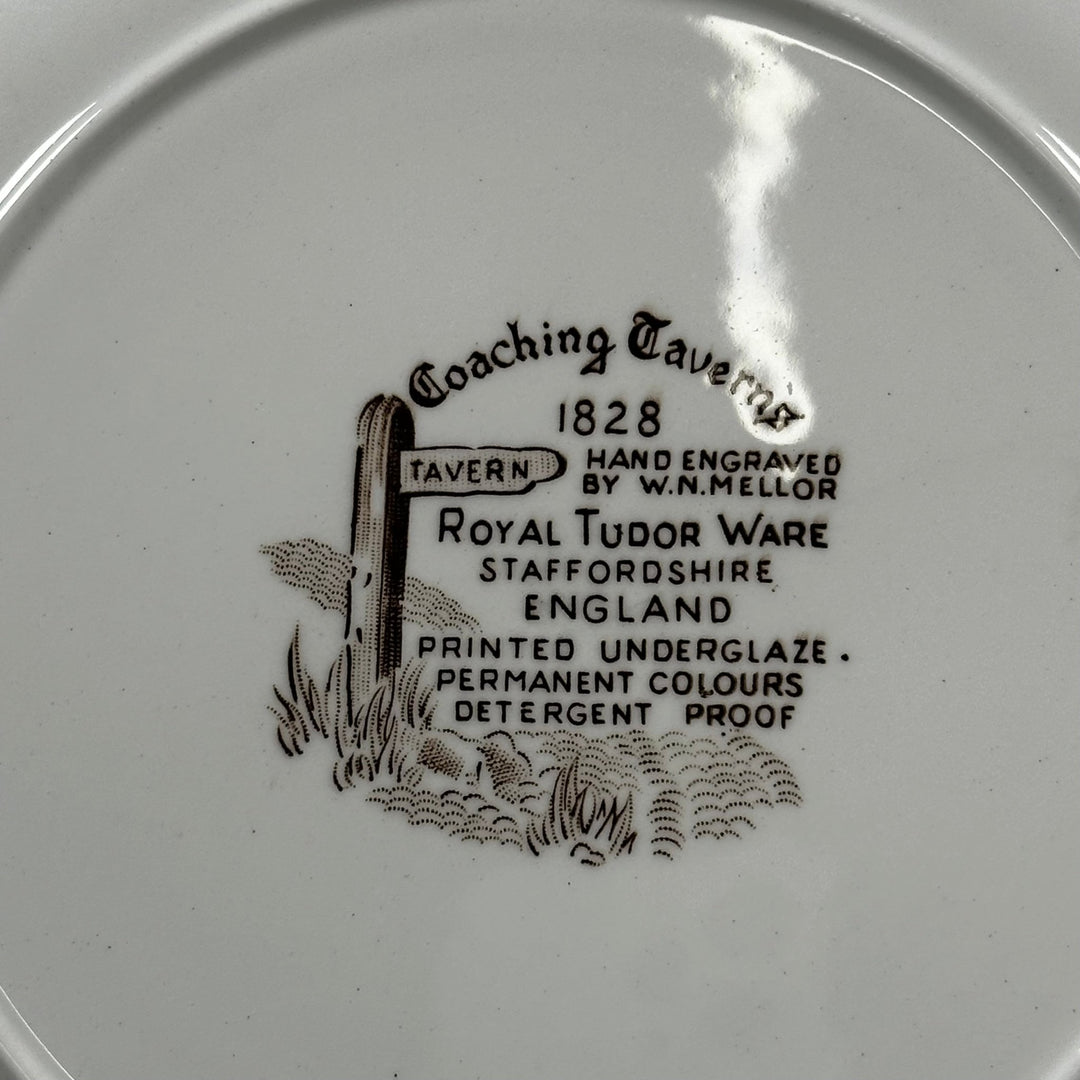 Coaching Taverns
1828
TAVERN
HAND ENGRAVED
BY W.N.MELLOR
ROYAL TUDOR WARE
STAFFORDSHIRE
ENGLAND
PRINTED UNDERGLAZE.
PERMANENT COLOURS
DETERGENT PROOF